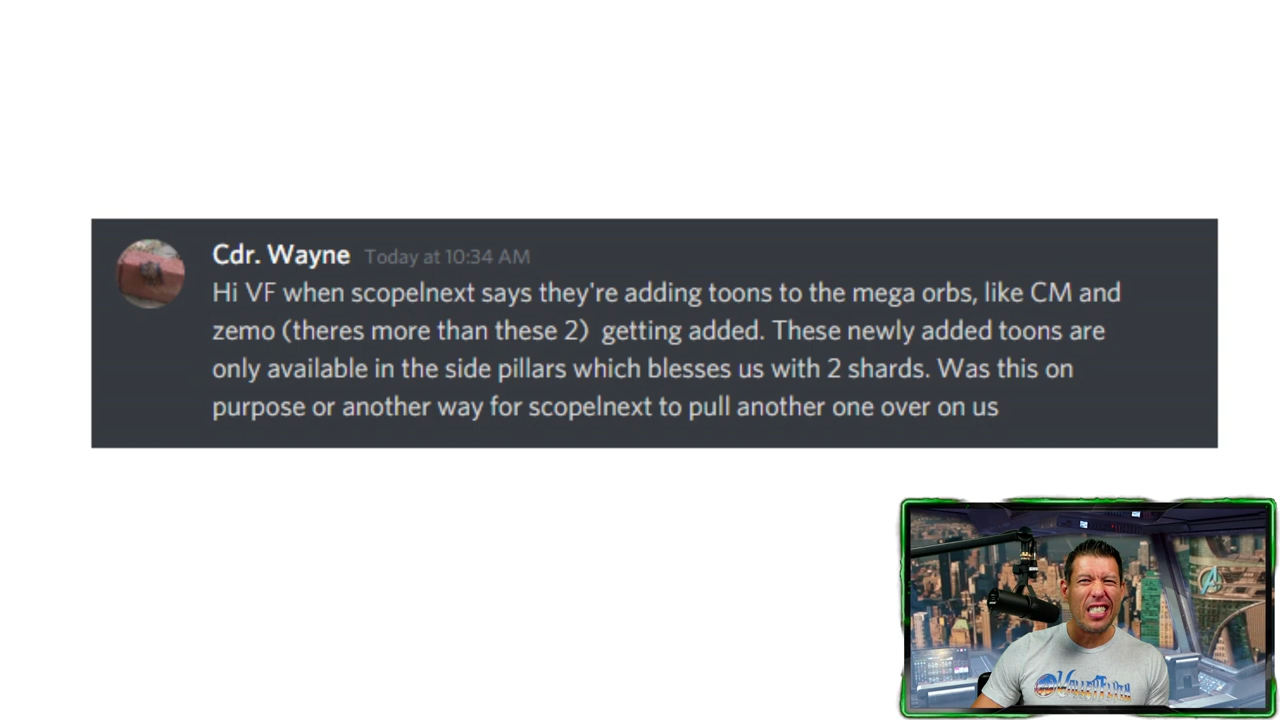 Cdr. Wayne Today at 10:34 AM
Hi VF when scopelnext says they're adding toons to the mega orbs, like CM and
zemo (theres more than these 2) getting added. These newly added toons are
only available in the side pillars which blesses us with 2 shards. Was this on
purpose or another way for scopelnext to pull another one over on us
VALLEYFLYIN